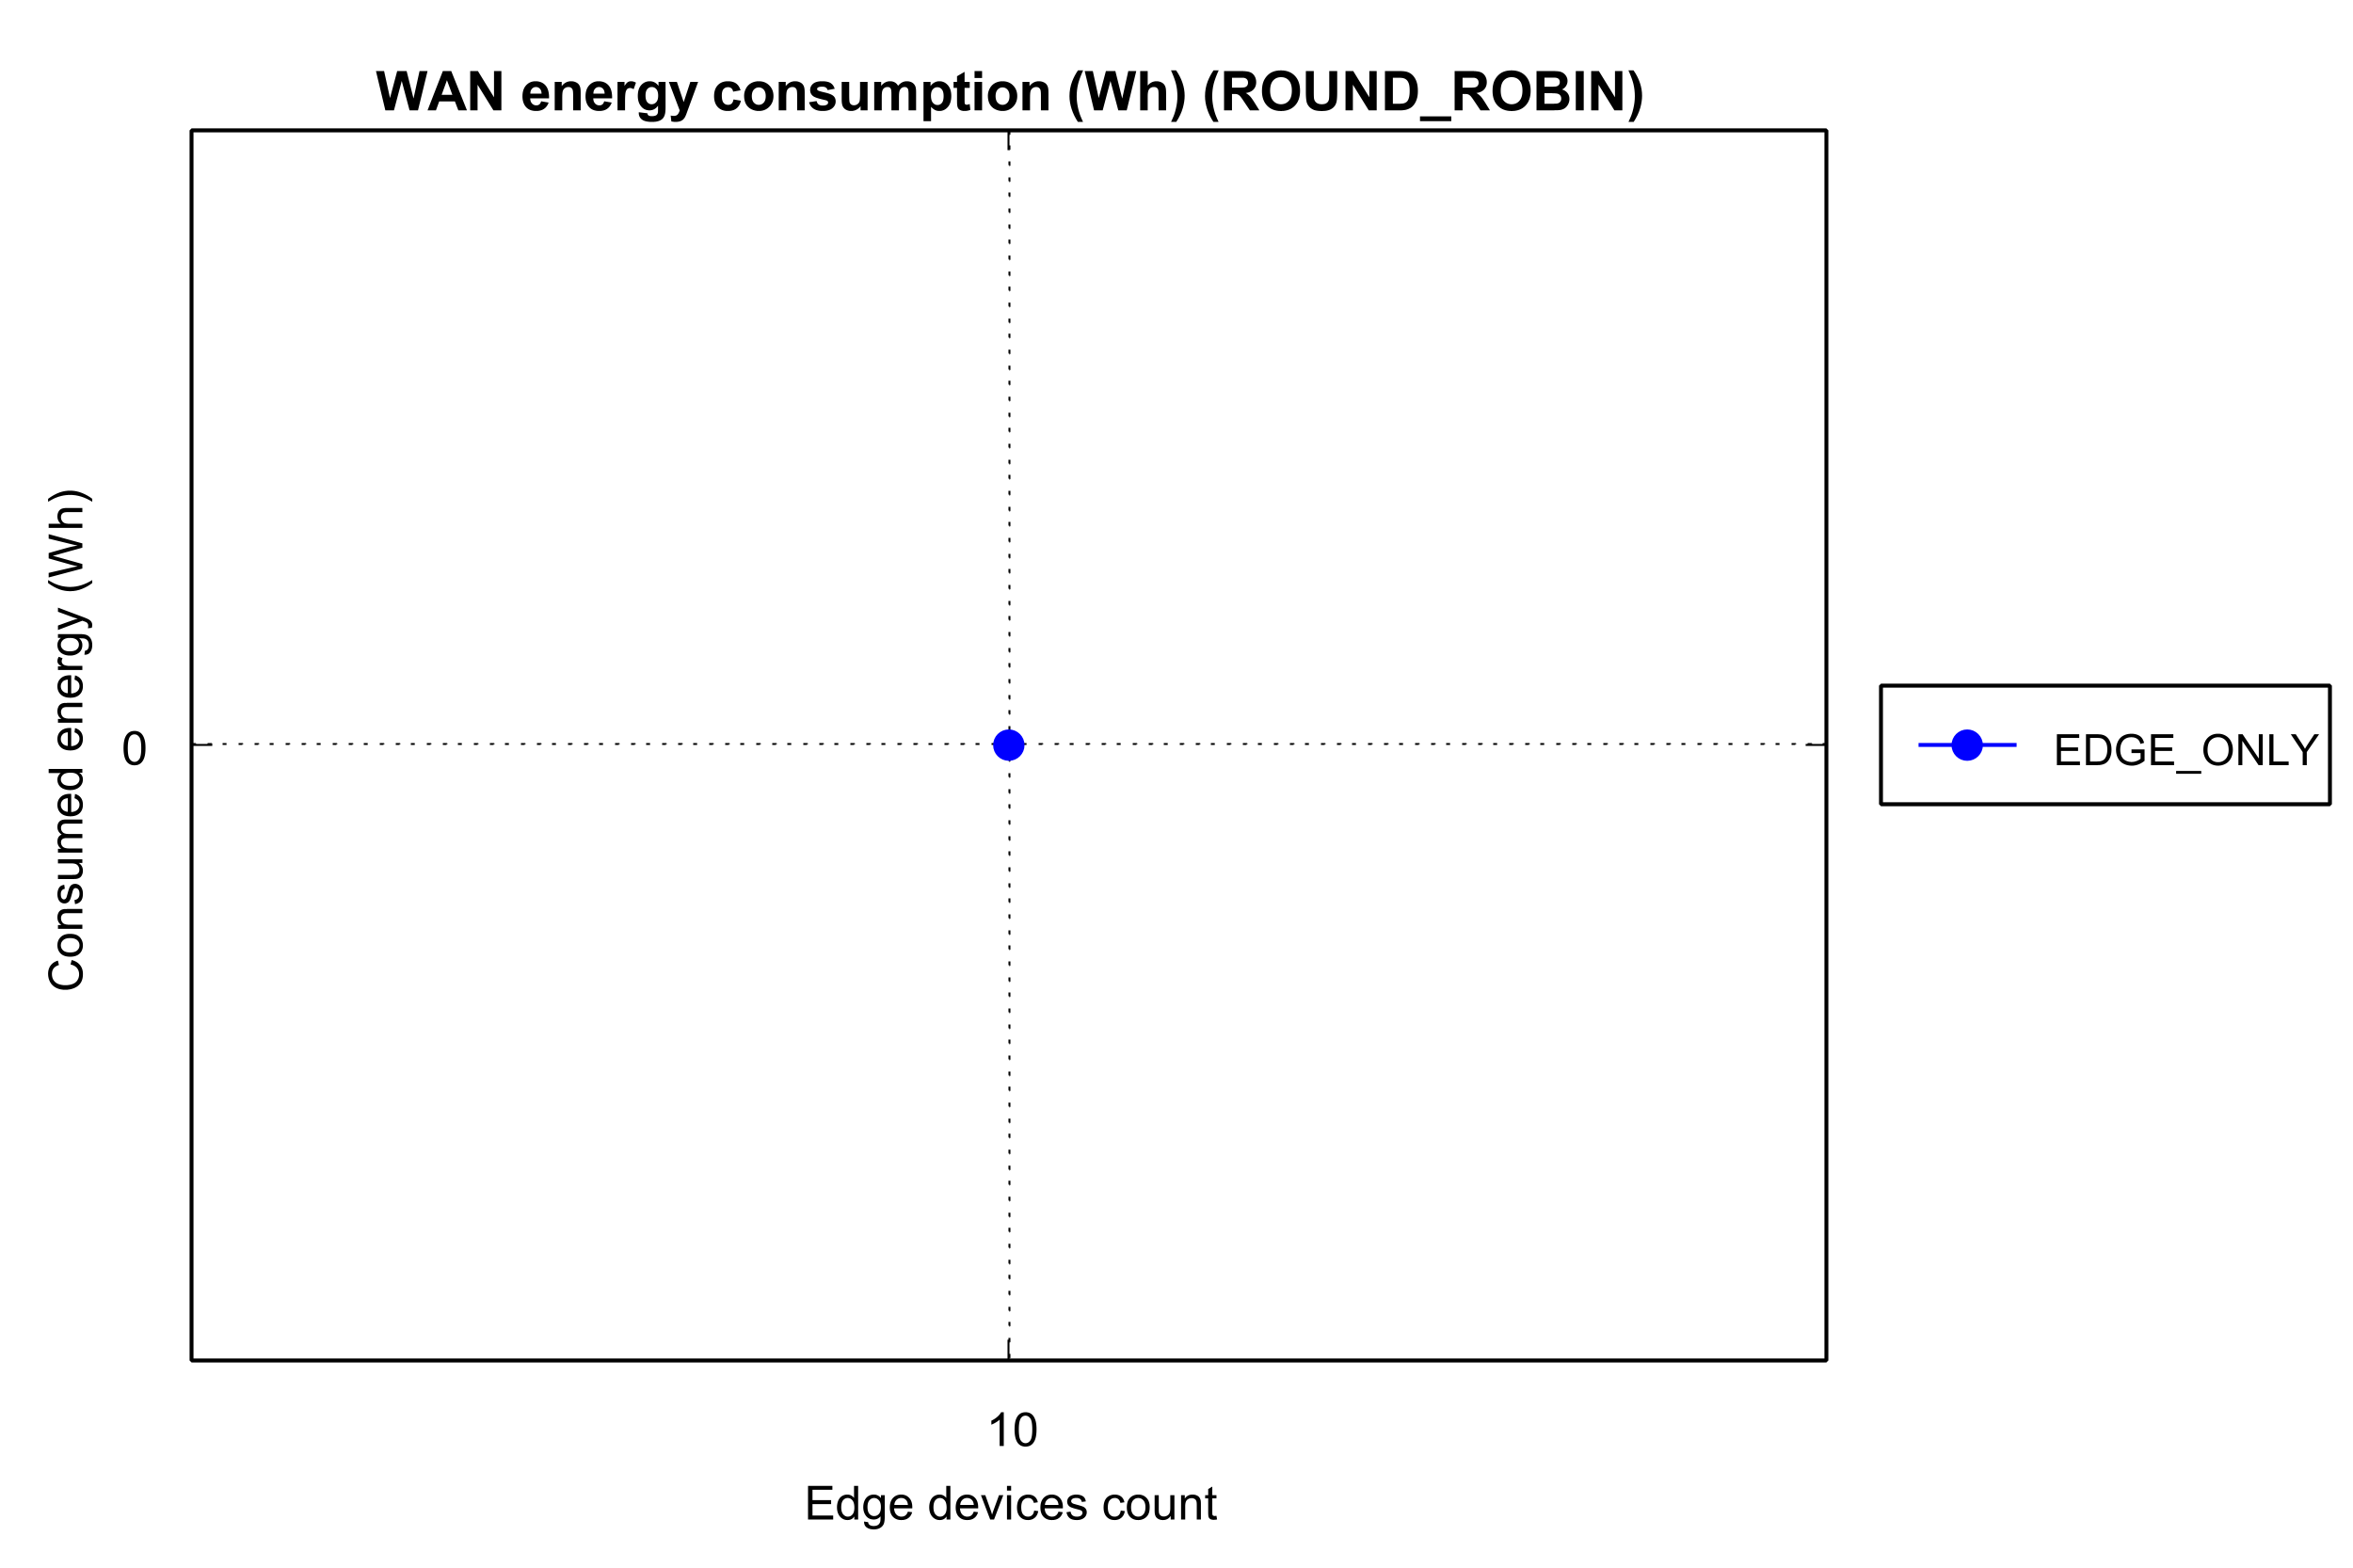 WAN energy consumption (Wh) (ROUND_ROBIN)
Consumed energy (Wh)
0
EDGE_ONLY
10
Edge devices count